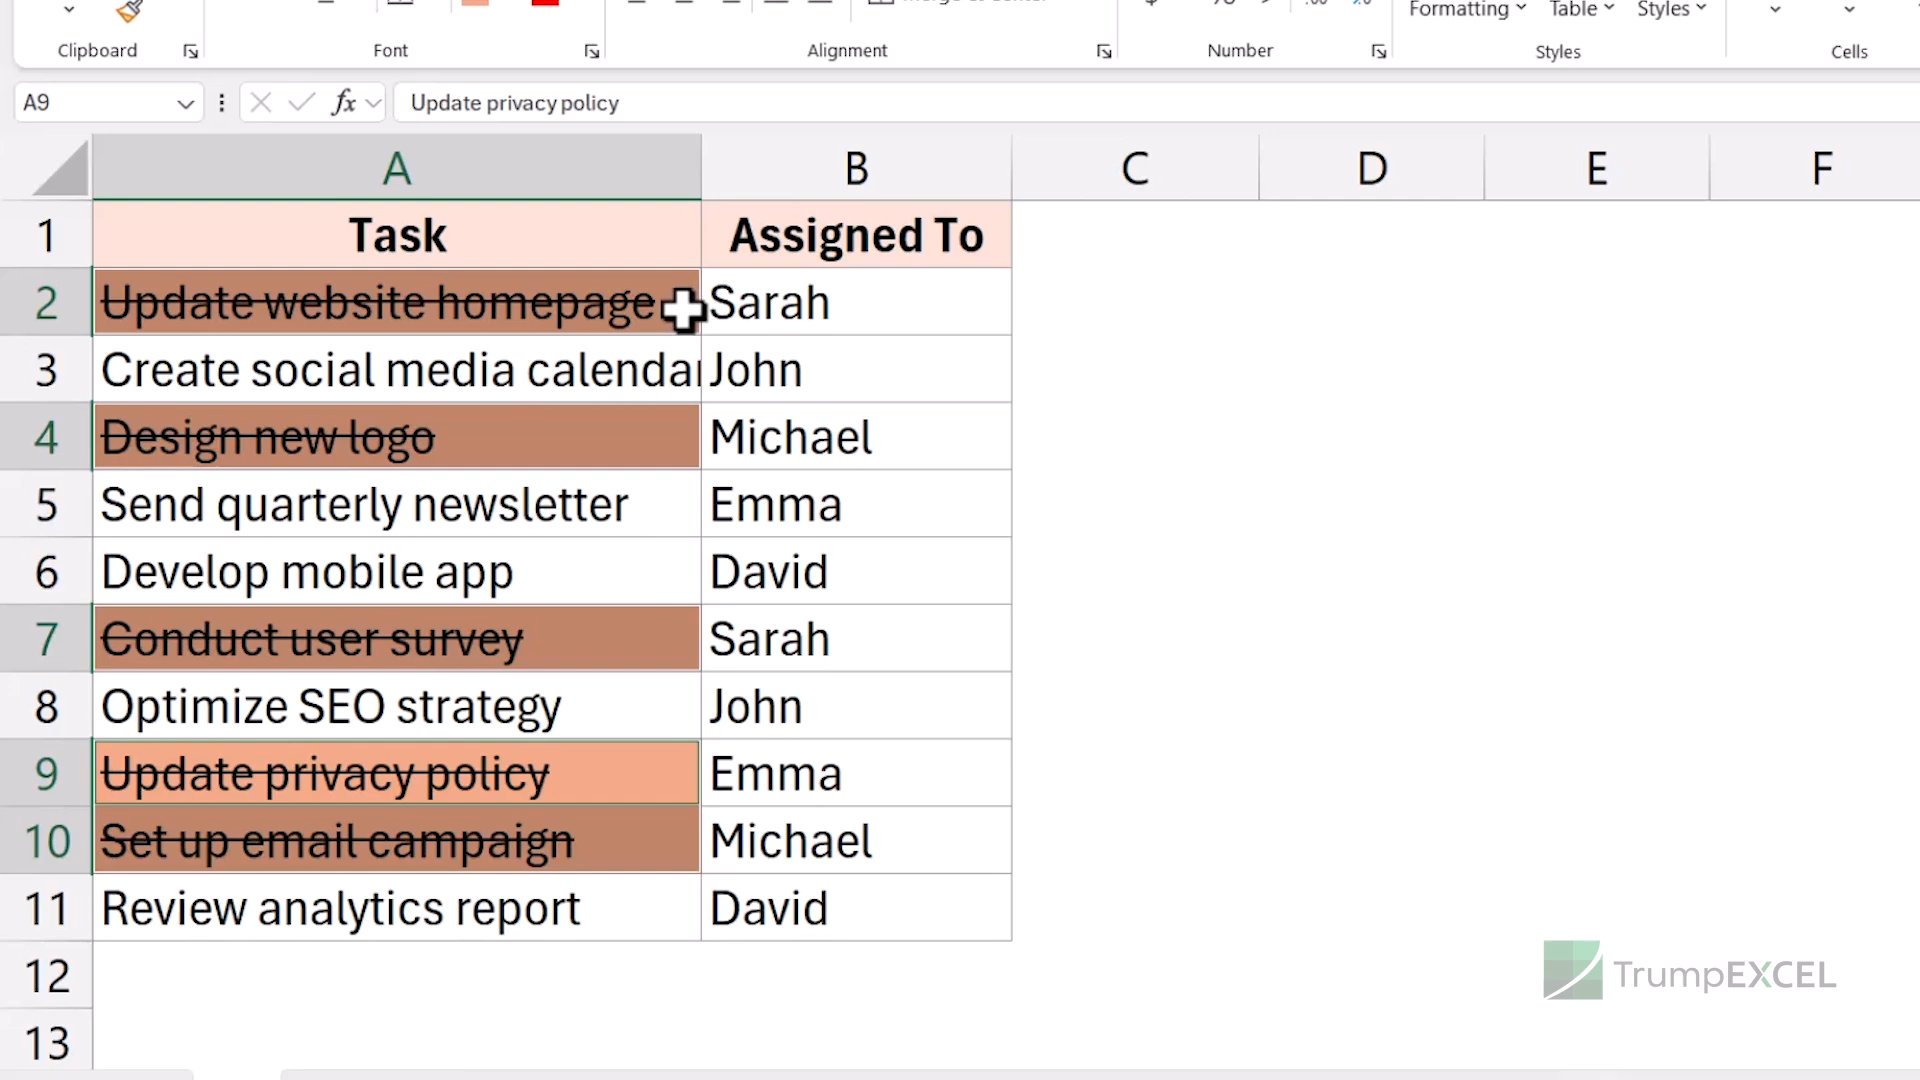 Formatting Table Styles
Clipboard Font Alignment Number Styles Cells
A9 fx Update privacy policy
A B C D E F
1 Task Assigned To
2 Update website homepage Sarah
3 Create social media calendar John
4 Design new logo Michael
5 Send quarterly newsletter Emma
6 Develop mobile app David
7 Conduct user survey Sarah
8 Optimize SEO strategy John
9 Update privacy policy Emma
10 Set up email campaign Michael
11 Review analytics report David
12
13
TrumpEXCEL